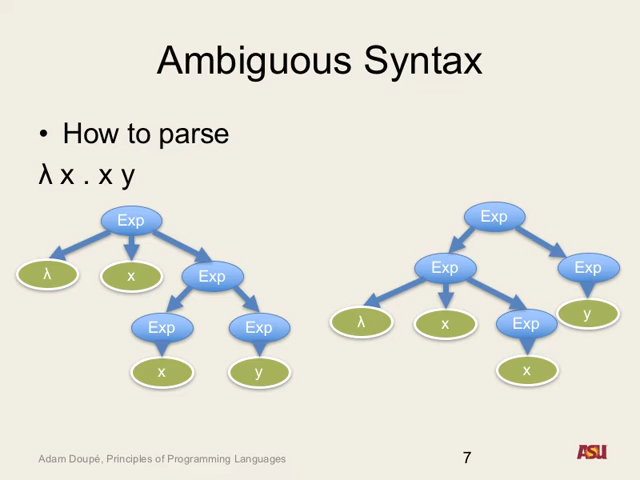 Ambiguous Syntax
• How to parse
λ x . x y
Exp
λ
x
Exp
Exp
Exp
x
y
Exp
Exp
Exp
λ
x
Exp
y
x
Adam Doupé, Principles of Programming Languages
7
ASU